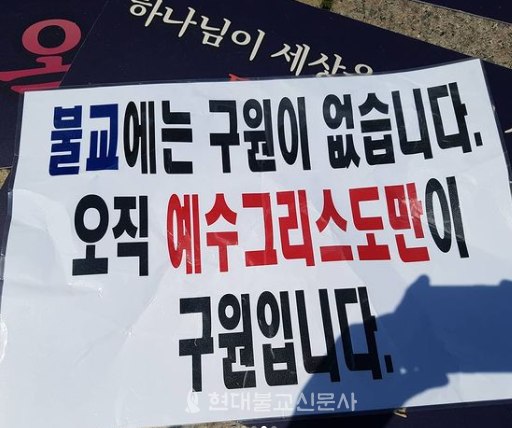 하나님이 세상을
불교에는 구원이 없습니다.
오직 예수그리스도만이
구원입니다.
현대불교신문사